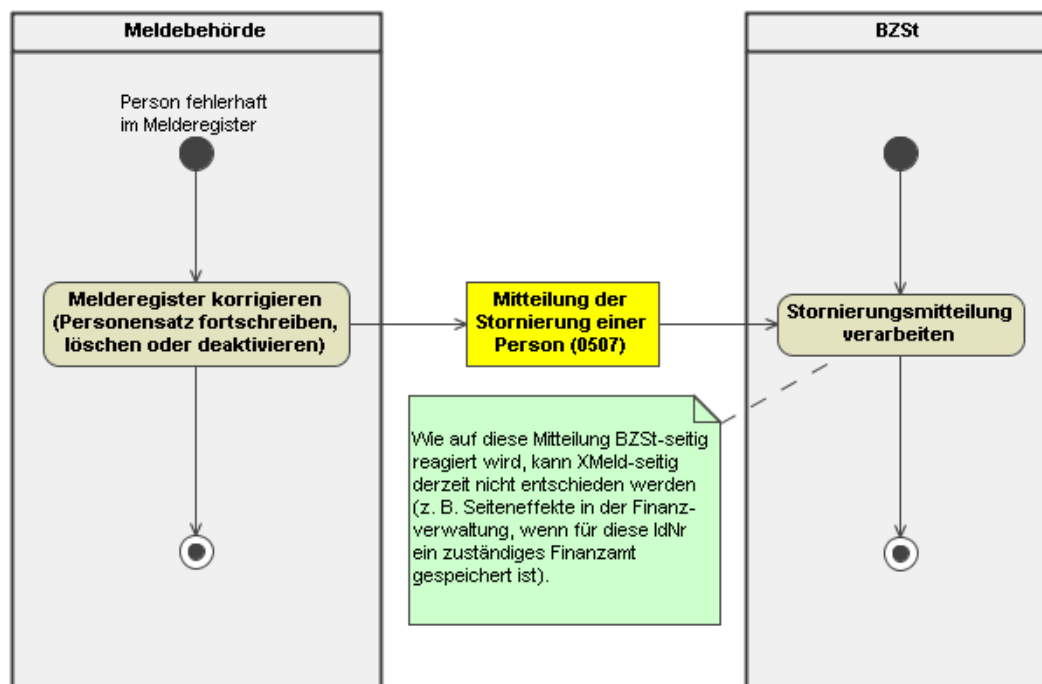 Meldebehörde
BZSt
Person fehlerhaft
im Melderegister
Melderegister korrigieren
(Personensatz fortschreiben,
löschen oder deaktivieren)
Mitteilung der
Stornierung einer
Person (0507)
Stornierungsmitteilung
verarbeiten
Wie auf diese Mitteilung BZSt-seitig
reagiert wird, kann XMeld-seitig
derzeit nicht entschieden werden
(z. B. Seiteneffekte in der Finanz-
verwaltung, wenn für diese IdNr
ein zuständiges Finanzamt
gespeichert ist).